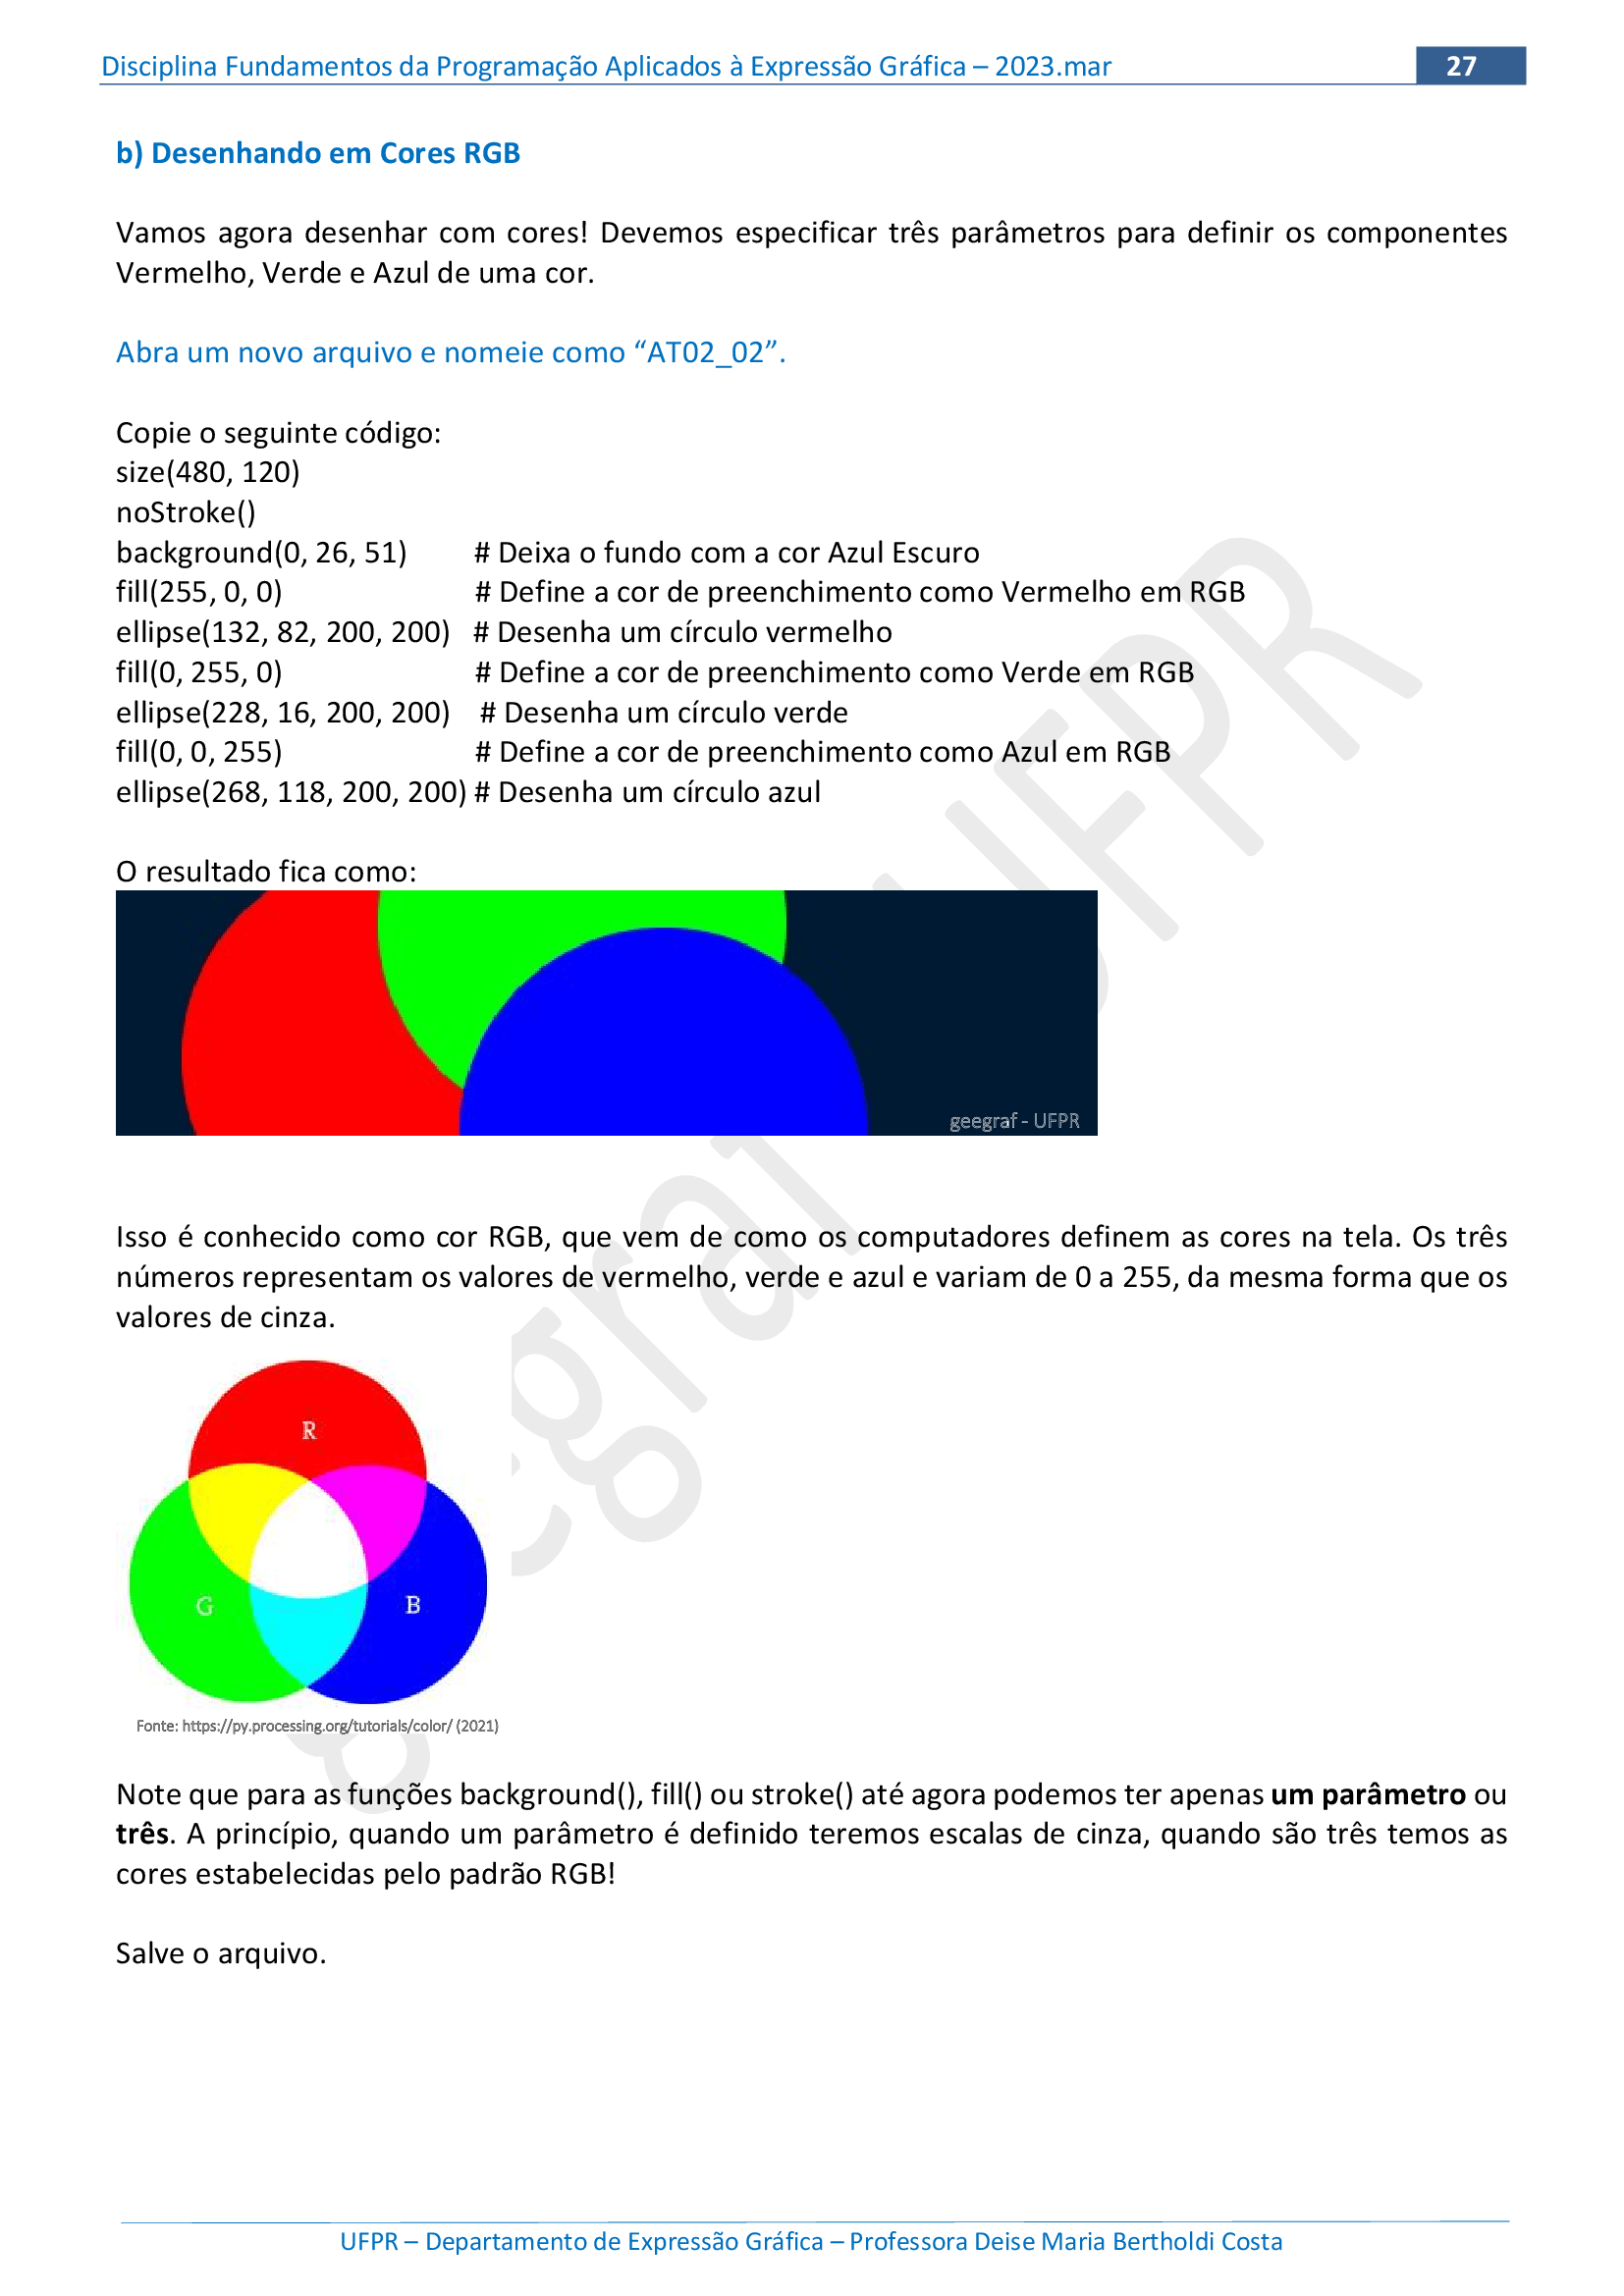 Disciplina Fundamentos da Programação Aplicados à Expressão Gráfica – 2023.mar 27
b) Desenhando em Cores RGB
Vamos agora desenhar com cores! Devemos especificar três parâmetros para definir os componentes
Vermelho, Verde e Azul de uma cor.
Abra um novo arquivo e nomeie como “AT02_02”.
Copie o seguinte código:
size(480, 120)
noStroke()
background(0, 26, 51) # Deixa o fundo com a cor Azul Escuro
fill(255, 0, 0) # Define a cor de preenchimento como Vermelho em RGB
ellipse(132, 82, 200, 200) # Desenha um círculo vermelho
fill(0, 255, 0) # Define a cor de preenchimento como Verde em RGB
ellipse(228, 16, 200, 200) # Desenha um círculo verde
fill(0, 0, 255) # Define a cor de preenchimento como Azul em RGB
ellipse(268, 118, 200, 200) # Desenha um círculo azul
O resultado fica como:
geegraf - UFPR
Isso é conhecido como cor RGB, que vem de como os computadores definem as cores na tela. Os três
números representam os valores de vermelho, verde e azul e variam de 0 a 255, da mesma forma que os
valores de cinza.
R
G B
Fonte: https://py.processing.org/tutorials/color/ (2021)
Note que para as funções background(), fill() ou stroke() até agora podemos ter apenas um parâmetro ou
três. A princípio, quando um parâmetro é definido teremos escalas de cinza, quando são três temos as
cores estabelecidas pelo padrão RGB!
Salve o arquivo.
UFPR – Departamento de Expressão Gráfica – Professora Deise Maria Bertholdi Costa
geegraf UFPR